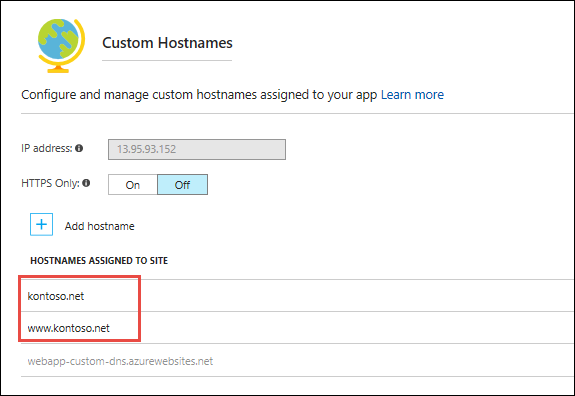 Custom Hostnames
Configure and manage custom hostnames assigned to your app Learn more
IP address: 13.95.93.152
HTTPS Only: On Off
Add hostname
HOSTNAMES ASSIGNED TO SITE
kontoso.net
www.kontoso.net
webapp-custom-dns.azurewebsites.net